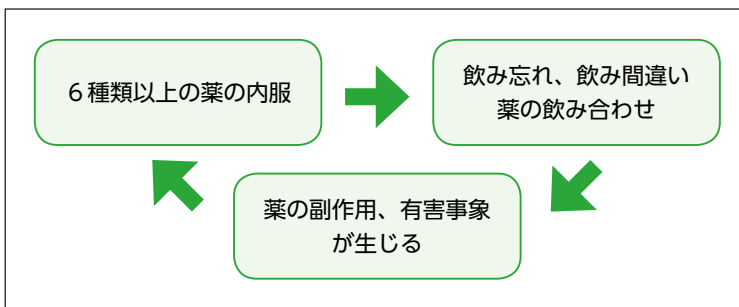 ６種類以上の薬の内服
飲み忘れ、飲み間違い
薬の飲み合わせ
薬の副作用、有害事象
が生じる